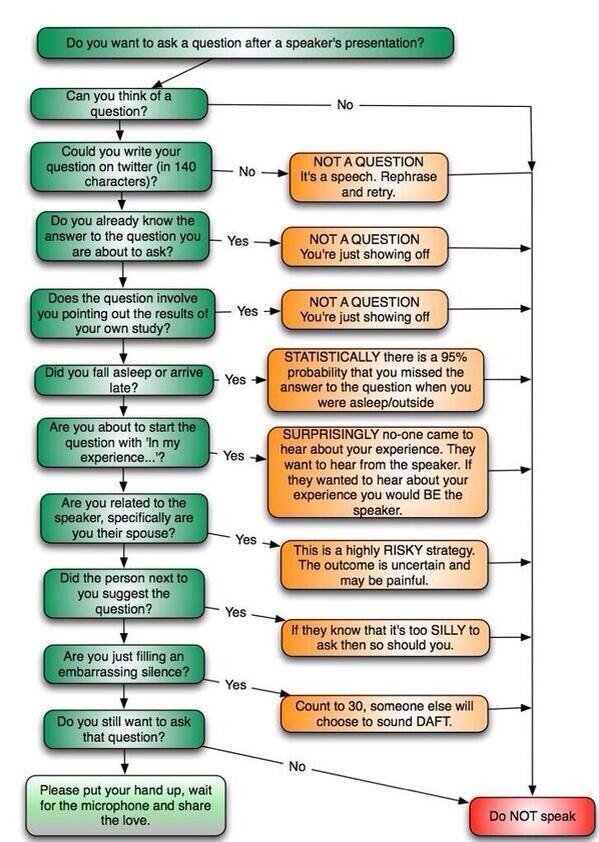 Do you want to ask a question after a speaker's presentation?
Can you think of a
question?
No
Could you write your
question on twitter (in 140
characters)?
No
NOT A QUESTION
It's a speech. Rephrase
and retry.
Do you already know the
answer to the question you
are about to ask?
Yes
NOT A QUESTION
You're just showing off
Does the question involve
you pointing out the results of
your own study?
Yes
NOT A QUESTION
You're just showing off
Did you fall asleep or arrive
late?
Yes
STATISTICALLY there is a 95%
probability that you missed the
answer to the question when you
were asleep/outside
Are you about to start the
question with 'In my
experience...'?
Yes
SURPRISINGLY no-one came to
hear about your experience. They
want to hear from the speaker. If
they wanted to hear about your
experience you would BE the
speaker.
Are you related to the
speaker, specifically are
you their spouse?
Yes
This is a highly RISKY strategy.
The outcome is uncertain and
may be painful.
Did the person next to
you suggest the
question?
Yes
If they know that it's too SILLY to
ask then so should you.
Are you just filling an
embarrassing silence?
Yes
Count to 30, someone else will
choose to sound DAFT.
Do you still want to ask
that question?
No
Please put your hand up, wait
for the microphone and share
the love.
Do NOT speak